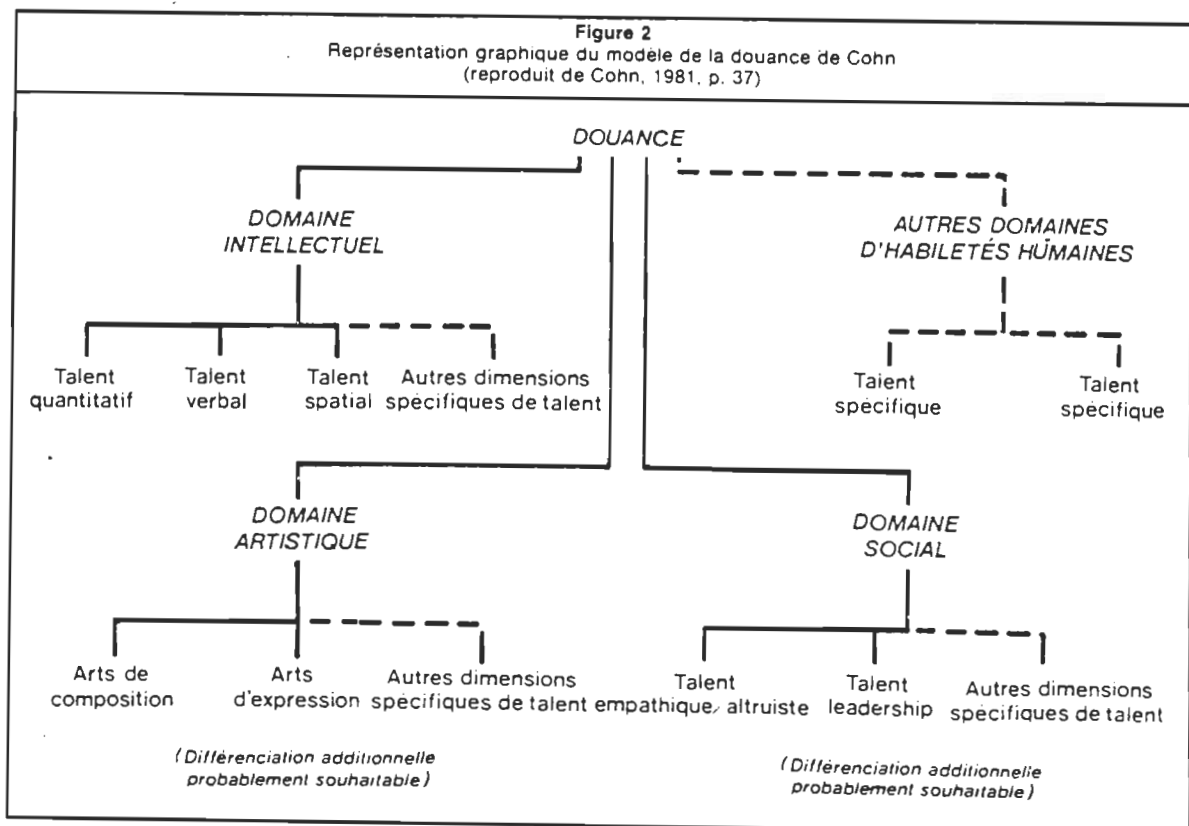 Figure 2
Représentation graphique du modèle de la douance de Cohn
(reproduit de Cohn, 1981, p. 37)
DOUANCE
DOMAINE
INTELLECTUEL
AUTRES DOMAINES
D'HABILETÉS HUMAINES
Talent
quantitatif
Talent
verbal
Talent
spatial
Autres dimensions
spécifiques de talent
Talent
spécifique
Talent
spécifique
DOMAINE
ARTISTIQUE
DOMAINE
SOCIAL
Arts de
composition
Arts
d'expression
Autres dimensions
spécifiques de talent
Talent
empathique/altruiste
Talent
leadership
Autres dimensions
spécifiques de talent
(Différenciation additionnelle
probablement souhaitable)
(Différenciation additionnelle
probablement souhaitable)